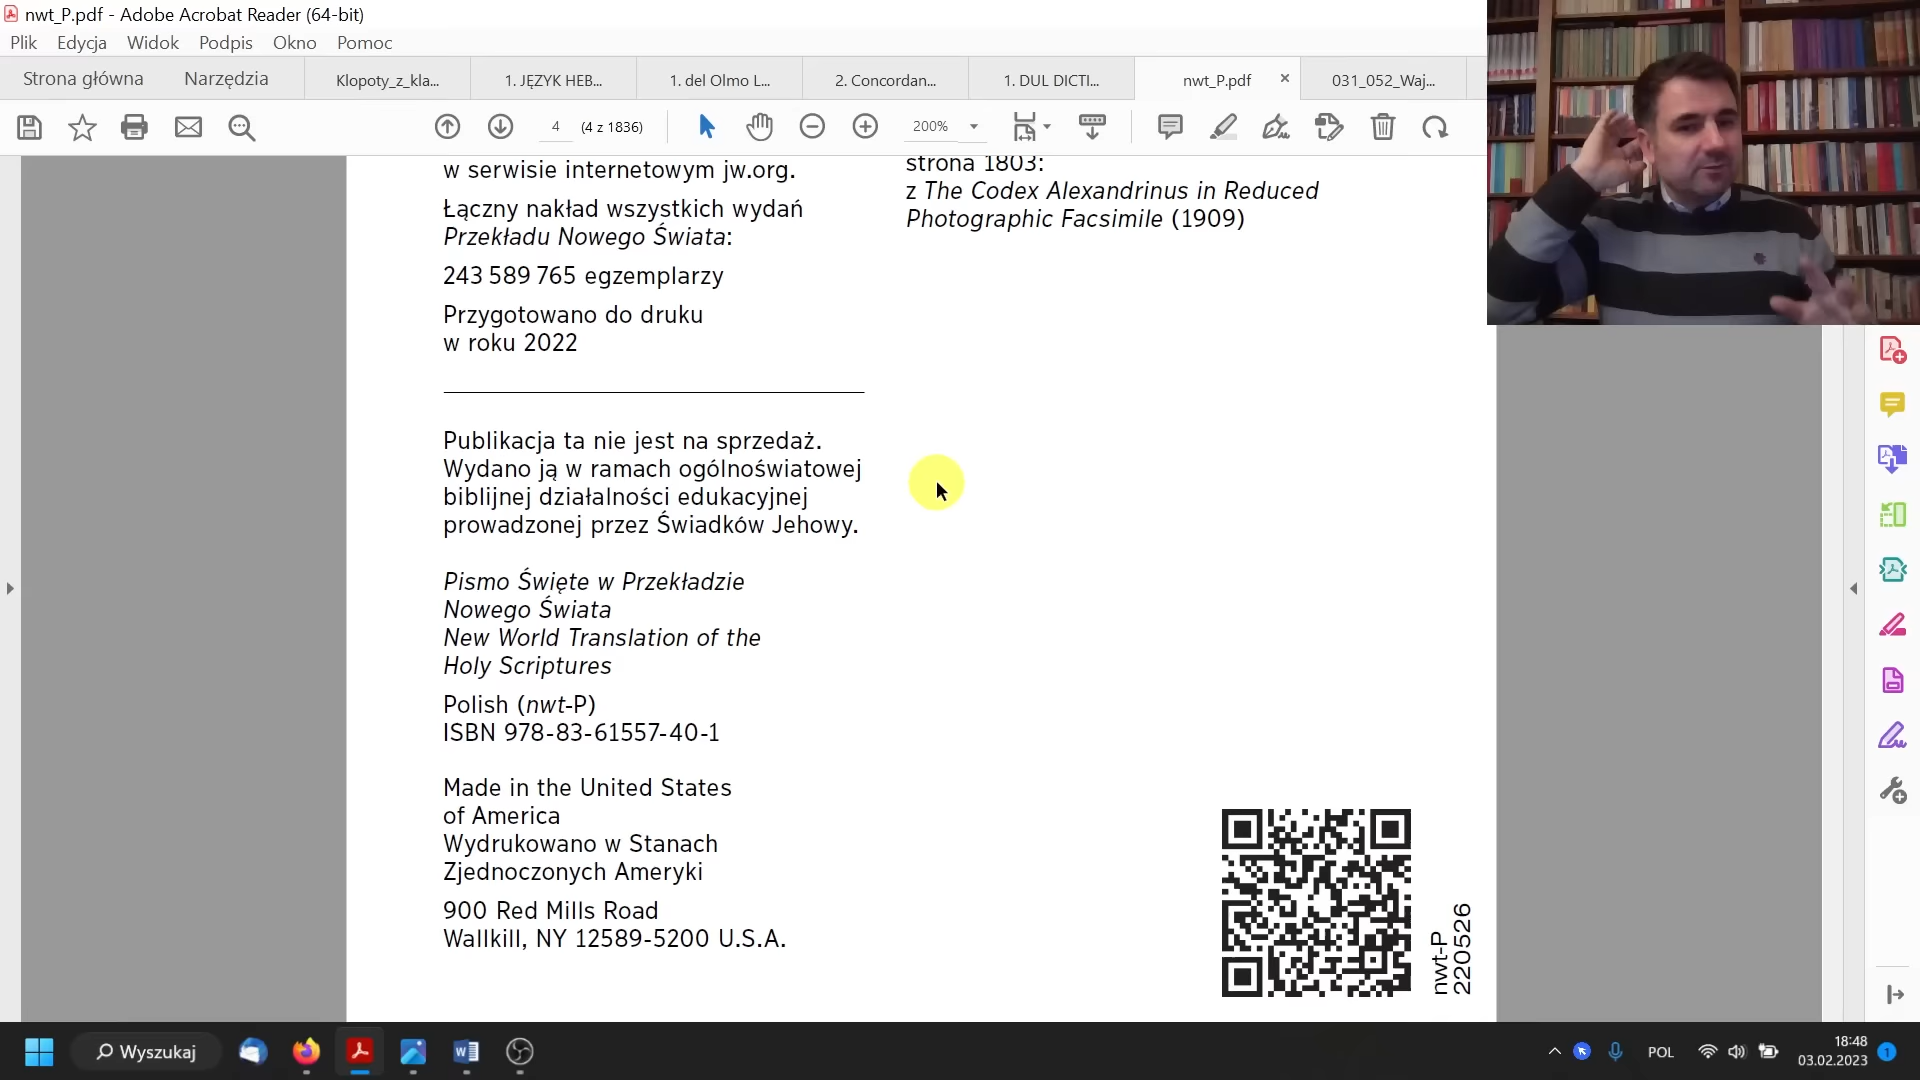 nwt_P.pdf - Adobe Acrobat Reader (64-bit)
Plik Edycja Widok Podpis Okno Pomoc
Strona główna Narzędzia Klopoty_z_kla... 1. JĘZYK HEB... 1. del Olmo L... 2. Concordan... 1. DUL DICTI... nwt_P.pdf 031_052_Waj...
4 (4 z 1836) 200%
w serwisie internetowym jw.org.
Łączny nakład wszystkich wydań
Przekładu Nowego Świata:
243 589 765 egzemplarzy
Przygotowano do druku
w roku 2022
Publikacja ta nie jest na sprzedaż.
Wydano ją w ramach ogólnoświatowej
biblijnej działalności edukacyjnej
prowadzonej przez Świadków Jehowy.
Pismo Święte w Przekładzie
Nowego Świata
New World Translation of the
Holy Scriptures
Polish (nwt-P)
ISBN 978-83-61557-40-1
Made in the United States
of America
Wydrukowano w Stanach
Zjednoczonych Ameryki
900 Red Mills Road
Wallkill, NY 12589-5200 U.S.A.
strona 1803:
z The Codex Alexandrinus in Reduced
Photographic Facsimile (1909)
nwt-P
220526
Wyszukaj
POL
18:48
03.02.2023
1